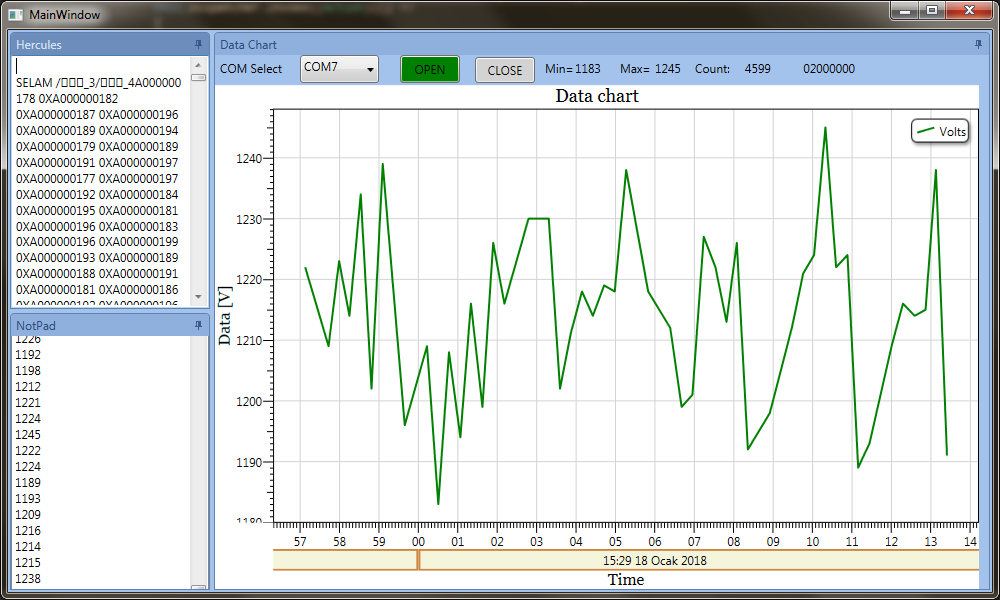 MainWindow
Hercules
SELAM /□□□_3/□□□_4A000000
178 0XA000000182
0XA000000187 0XA000000196
0XA000000189 0XA000000194
0XA000000179 0XA000000189
0XA000000191 0XA000000197
0XA000000177 0XA000000197
0XA000000192 0XA000000184
0XA000000195 0XA000000181
0XA000000196 0XA000000183
0XA000000196 0XA000000199
0XA000000193 0XA000000189
0XA000000188 0XA000000191
0XA000000181 0XA000000186
NotPad
1226
1192
1198
1212
1221
1224
1245
1222
1224
1189
1193
1209
1216
1214
1215
1238
Data Chart
COM Select COM7 OPEN CLOSE Min= 1183 Max= 1245 Count: 4599 02000000
Data chart
Volts
Data [V]
1240
1230
1220
1210
1200
1190
1180
57 58 59 00 01 02 03 04 05 06 07 08 09 10 11 12 13 14
15:29 18 Ocak 2018
Time